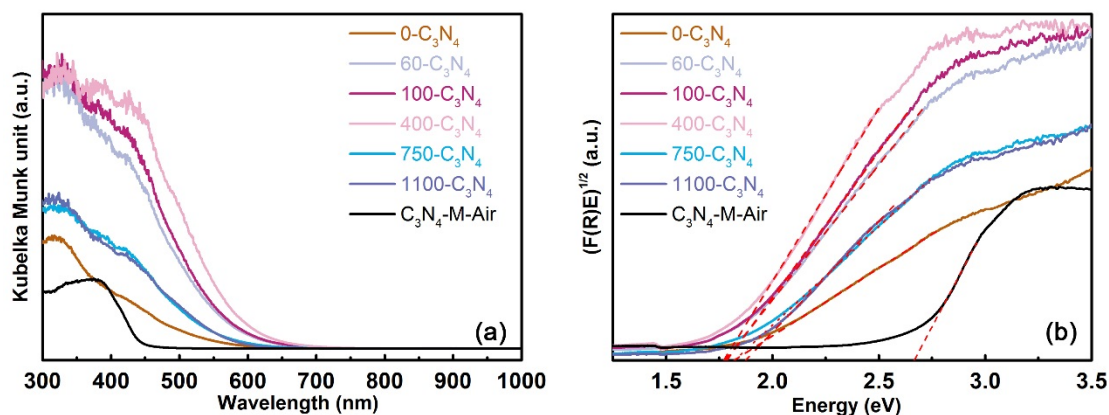 Kubelka Munk unit (a.u.)
0-C₃N₄
60-C₃N₄
100-C₃N₄
400-C₃N₄
750-C₃N₄
1100-C₃N₄
C₃N₄-M-Air
(a)
300 400 500 600 700 800 900 1000
Wavelength (nm)
(F(R)E)^1/2 (a.u.)
0-C₃N₄
60-C₃N₄
100-C₃N₄
400-C₃N₄
750-C₃N₄
1100-C₃N₄
C₃N₄-M-Air
(b)
1.5 2.0 2.5 3.0 3.5
Energy (eV)